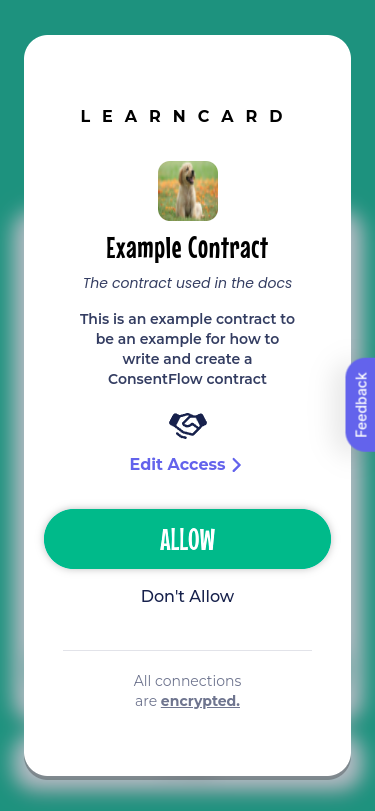 LEARNCARD
Example Contract
The contract used in the docs
This is an example contract to
be an example for how to
write and create a
ConsentFlow contract
Edit Access
Feedback
ALLOW
Don't Allow
All connections
are encrypted.